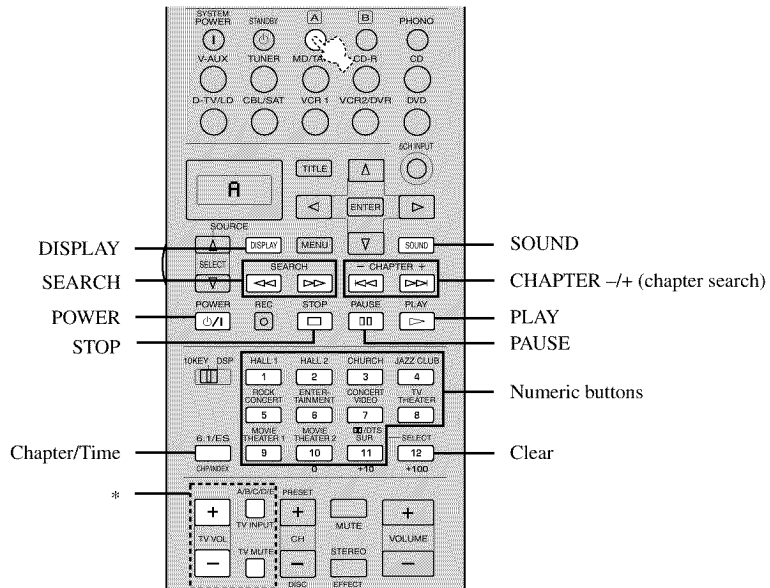 SYSTEM POWER STANDBY A B PHONO
V-AUX TUNER MD/TA CD-R CD
D-TV/LD CBL/SAT VCR 1 VCR2/DVR DVD
6CH INPUT
TITLE
A
ENTER
SOURCE
DISPLAY DISPLAY MENU SOUND SOUND
SELECT
SEARCH SEARCH − CHAPTER + CHAPTER –/+ (chapter search)
POWER POWER REC STOP PAUSE PLAY PLAY
STOP PAUSE
10KEY DSP HALL 1 HALL 2 CHURCH JAZZ CLUB
1 2 3 4
ROCK CONCERT ENTER-TAINMENT CONCERT VIDEO TV THEATER
Numeric buttons
5 6 7 8
MOVIE THEATER 1 MOVIE THEATER 2 /DTS SUR SELECT
6.1/ES
Chapter/Time 9 10 11 12 Clear
CHP/INDEX 0 +10 +100
*
A/B/C/D/E PRESET
+ + +
TV INPUT MUTE
TV VOL CH VOLUME
TV MUTE STEREO
− − −
DISC EFFECT